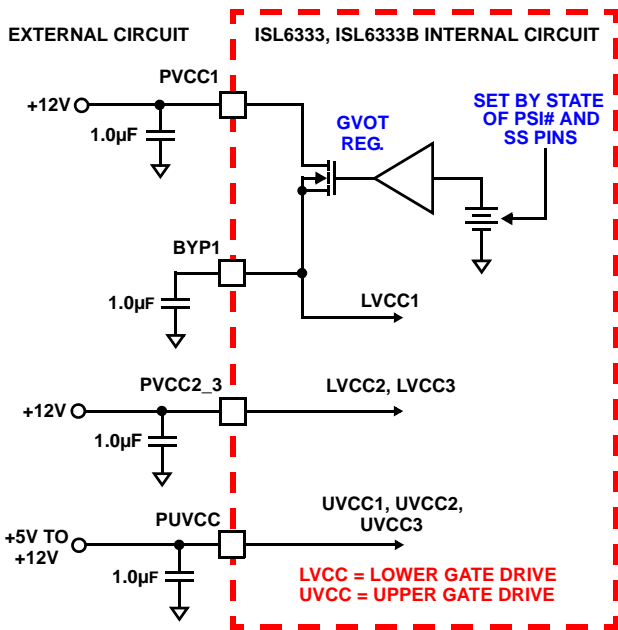 EXTERNAL CIRCUIT
ISL6333, ISL6333B INTERNAL CIRCUIT
PVCC1
+12V
1.0µF
GVOT
REG.
SET BY STATE
OF PSI# AND
SS PINS
BYP1
1.0µF
LVCC1
PVCC2_3
LVCC2, LVCC3
+12V
1.0µF
PUVCC
UVCC1, UVCC2,
UVCC3
+5V TO
+12V
1.0µF
LVCC = LOWER GATE DRIVE
UVCC = UPPER GATE DRIVE